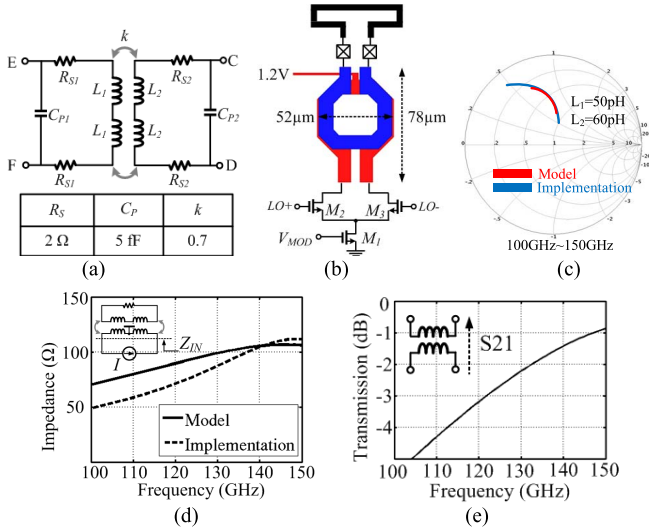 k
E
C
R_S1
R_S2
C_P1
L_1
L_2
C_P2
L_1
L_2
F
D
R_S1
R_S2
R_S C_P k
2 Ω 5 fF 0.7
(a)
1.2V
52μm
78μm
LO+
M_2
M_3
LO-
V_MOD
M_1
(b)
L_1=50pH
L_2=60pH
Model
Implementation
100GHz~150GHz
(c)
Impedance (Ω)
150
100
50
Z_IN
I
Model
Implementation
100 110 120 130 140 150
Frequency (GHz)
(d)
Transmission (dB)
0
-1
-2
-3
-4
S21
100 110 120 130 140 150
Frequency (GHz)
(e)